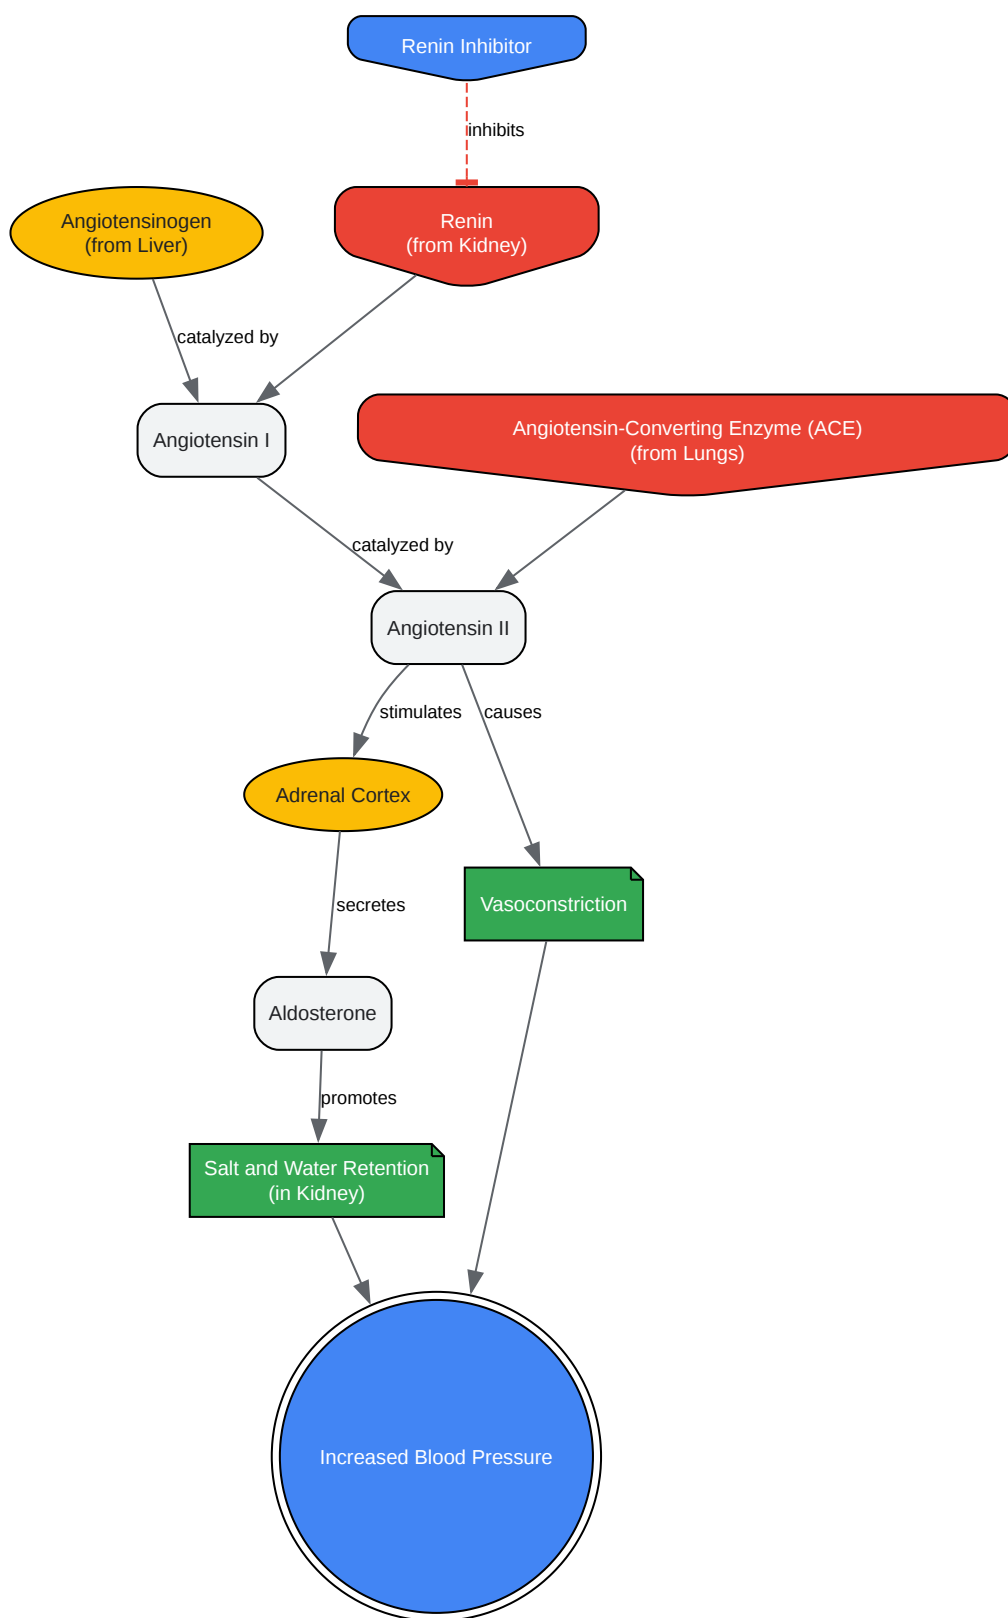 Renin Inhibitor
inhibits
Angiotensinogen
(from Liver)
Renin
(from Kidney)
catalyzed by
Angiotensin I
Angiotensin-Converting Enzyme (ACE)
(from Lungs)
catalyzed by
Angiotensin II
stimulates
causes
Adrenal Cortex
secretes
Vasoconstriction
Aldosterone
promotes
Salt and Water Retention
(in Kidney)
Increased Blood Pressure